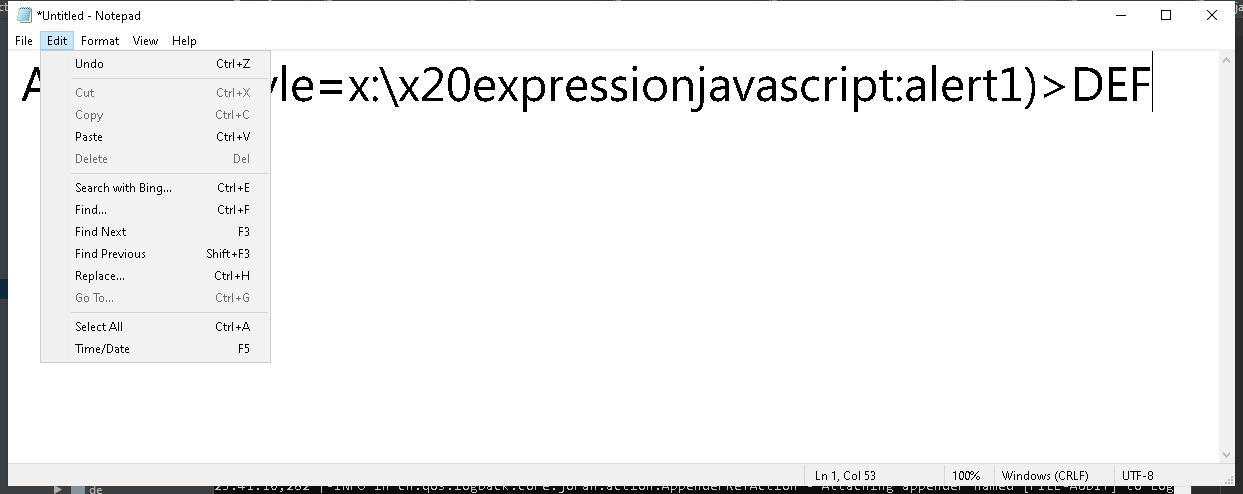 *Untitled - Notepad
File Edit Format View Help
yle=x:\x20expressionjavascript:alert1)>DEF
Undo Ctrl+Z
Cut Ctrl+X
Copy Ctrl+C
Paste Ctrl+V
Delete Del
Search with Bing... Ctrl+E
Find... Ctrl+F
Find Next F3
Find Previous Shift+F3
Replace... Ctrl+H
Go To... Ctrl+G
Select All Ctrl+A
Time/Date F5
Ln 1, Col 53 100% Windows (CRLF) UTF-8
de